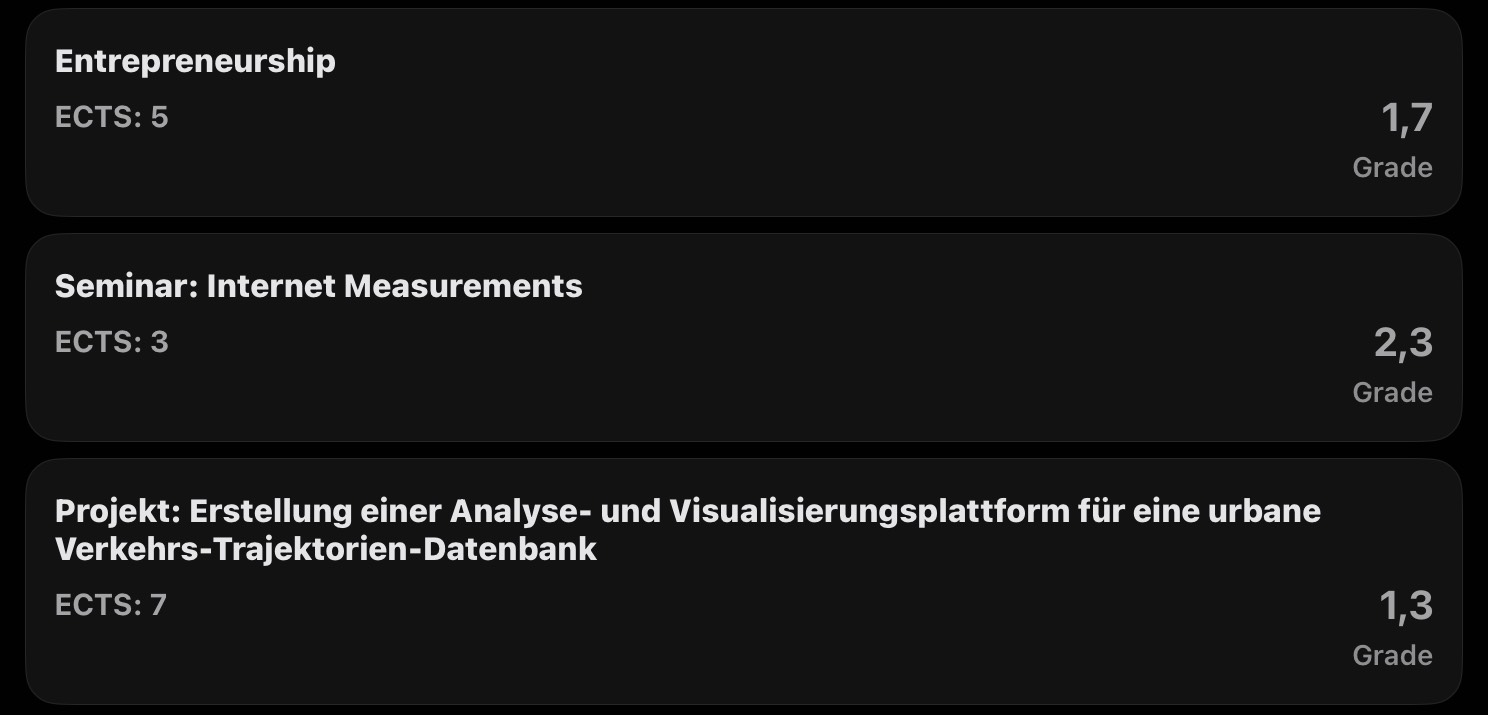 Entrepreneurship
ECTS: 5
1,7
Grade
Seminar: Internet Measurements
ECTS: 3
2,3
Grade
Projekt: Erstellung einer Analyse- und Visualisierungsplattform für eine urbane
Verkehrs-Trajektorien-Datenbank
ECTS: 7
1,3
Grade